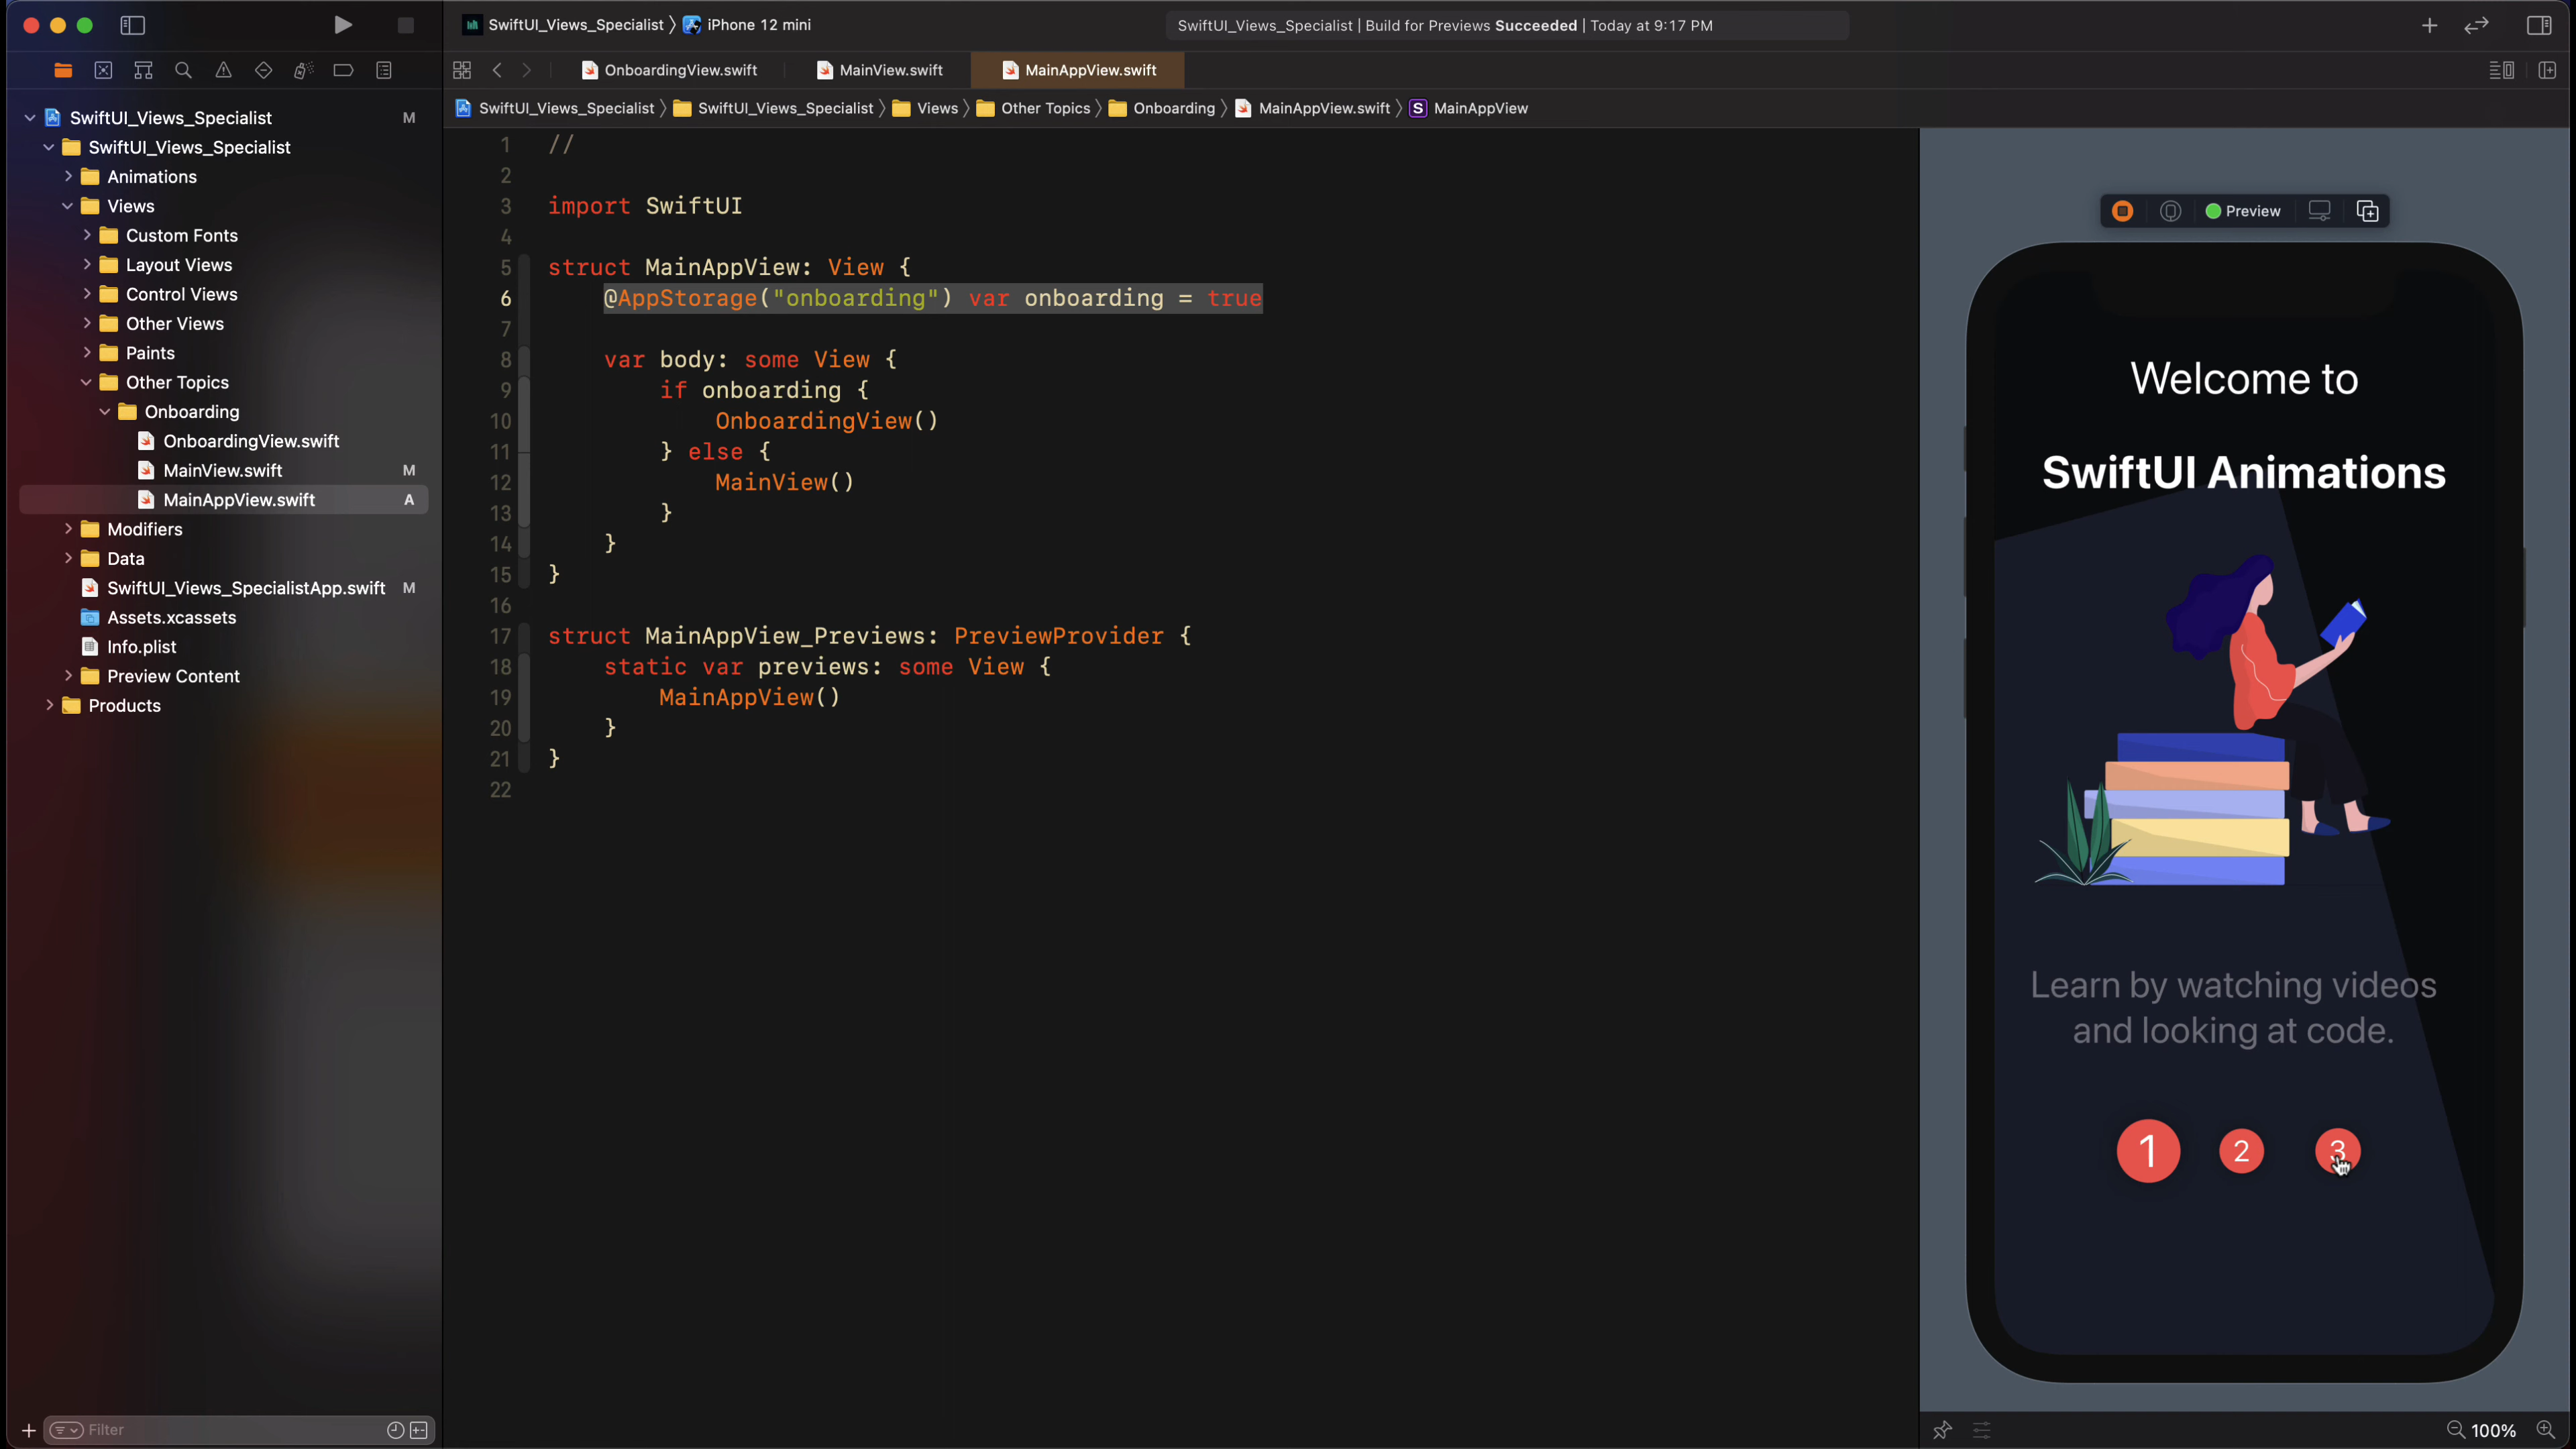 SwiftUI_Views_Specialist 〉 iPhone 12 mini
SwiftUI_Views_Specialist | Build for Previews Succeeded | Today at 9:17 PM
OnboardingView.swift
MainView.swift
MainAppView.swift
SwiftUI_Views_Specialist 〉 SwiftUI_Views_Specialist 〉 Views 〉 Other Topics 〉 Onboarding 〉 MainAppView.swift 〉 S MainAppView
SwiftUI_Views_Specialist M
SwiftUI_Views_Specialist
Animations
Views
Custom Fonts
Layout Views
Control Views
Other Views
Paints
Other Topics
Onboarding
OnboardingView.swift
MainView.swift M
MainAppView.swift A
Modifiers
Data
SwiftUI_Views_SpecialistApp.swift M
Assets.xcassets
Info.plist
Preview Content
Products
Filter
1 //
2
3 import SwiftUI
4
5 struct MainAppView: View {
6 @AppStorage("onboarding") var onboarding = true
7
8 var body: some View {
9 if onboarding {
10 OnboardingView()
11 } else {
12 MainView()
13 }
14 }
15 }
16
17 struct MainAppView_Previews: PreviewProvider {
18 static var previews: some View {
19 MainAppView()
20 }
21 }
22
Preview
Welcome to
SwiftUI Animations
Learn by watching videos
and looking at code.
1 2 3
100%